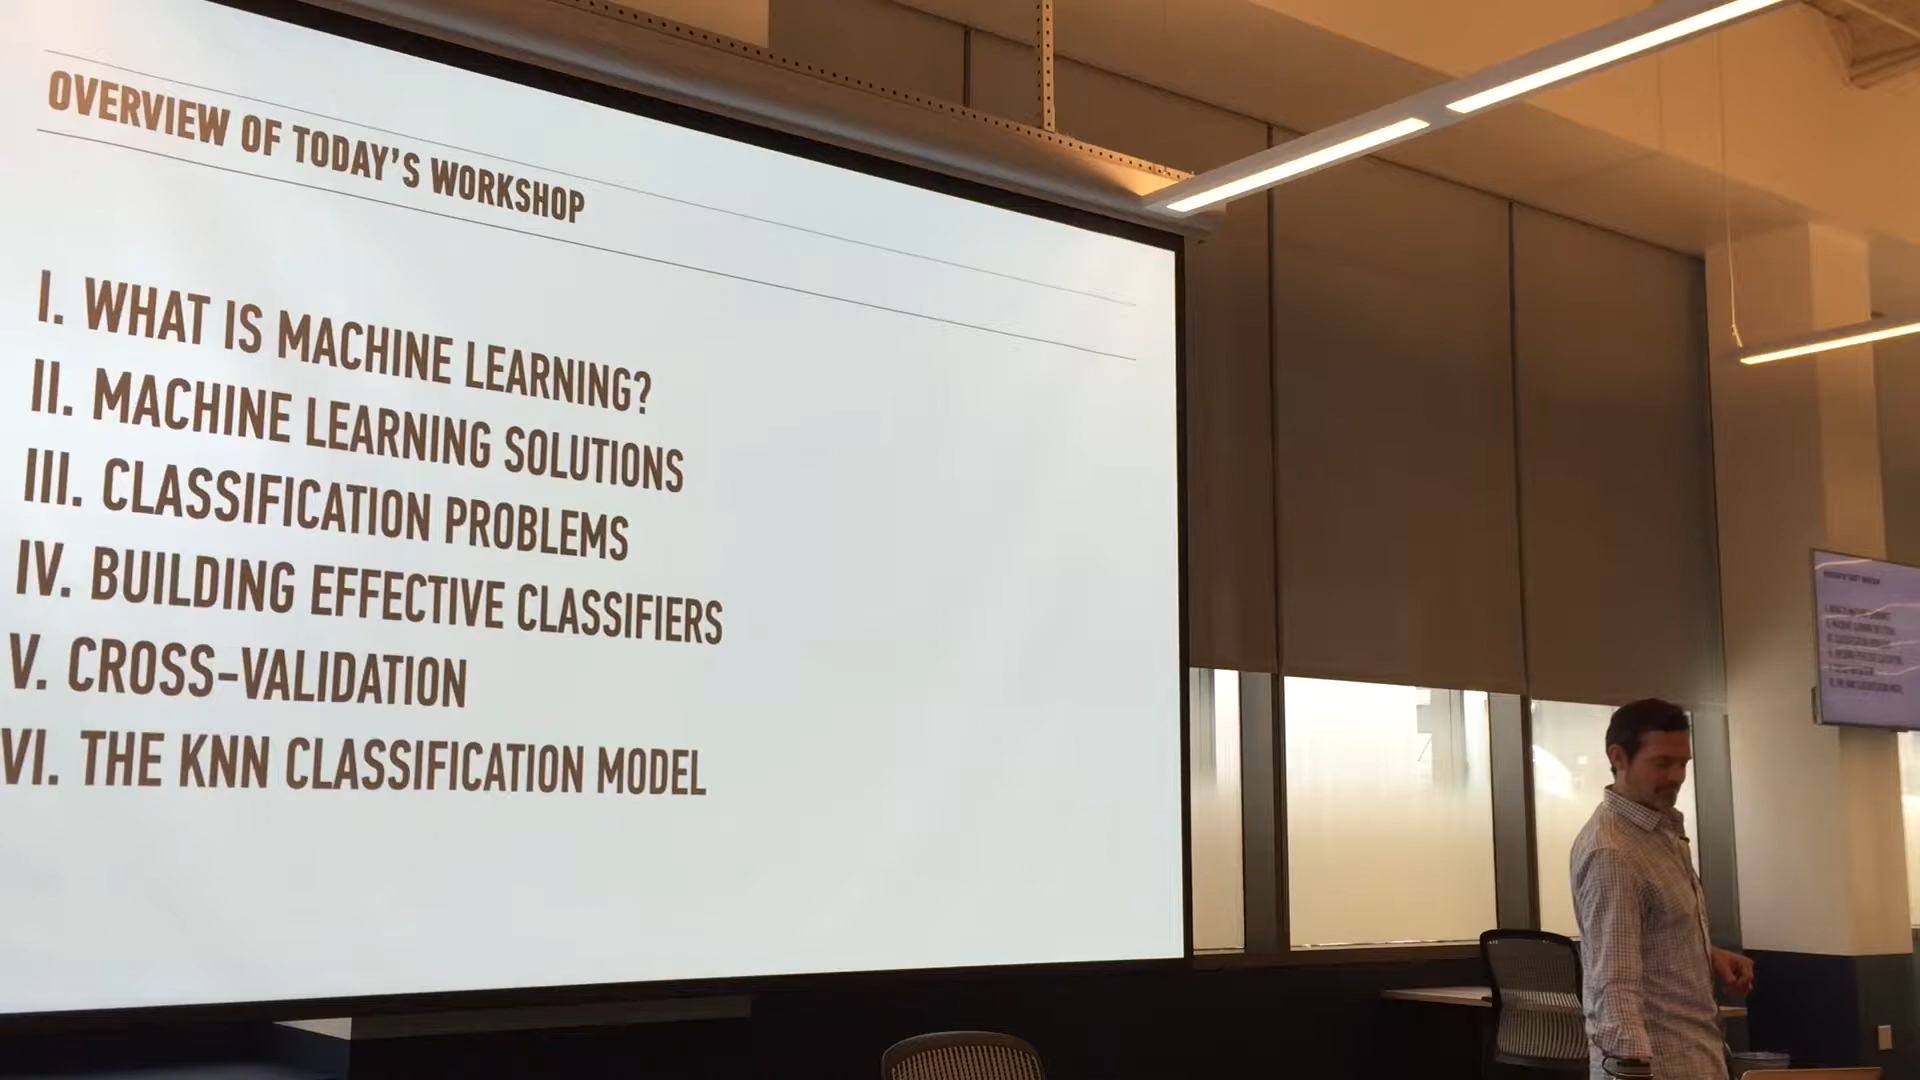 OVERVIEW OF TODAY'S WORKSHOP
I. WHAT IS MACHINE LEARNING?
II. MACHINE LEARNING SOLUTIONS
III. CLASSIFICATION PROBLEMS
IV. BUILDING EFFECTIVE CLASSIFIERS
V. CROSS-VALIDATION
VI. THE KNN CLASSIFICATION MODEL